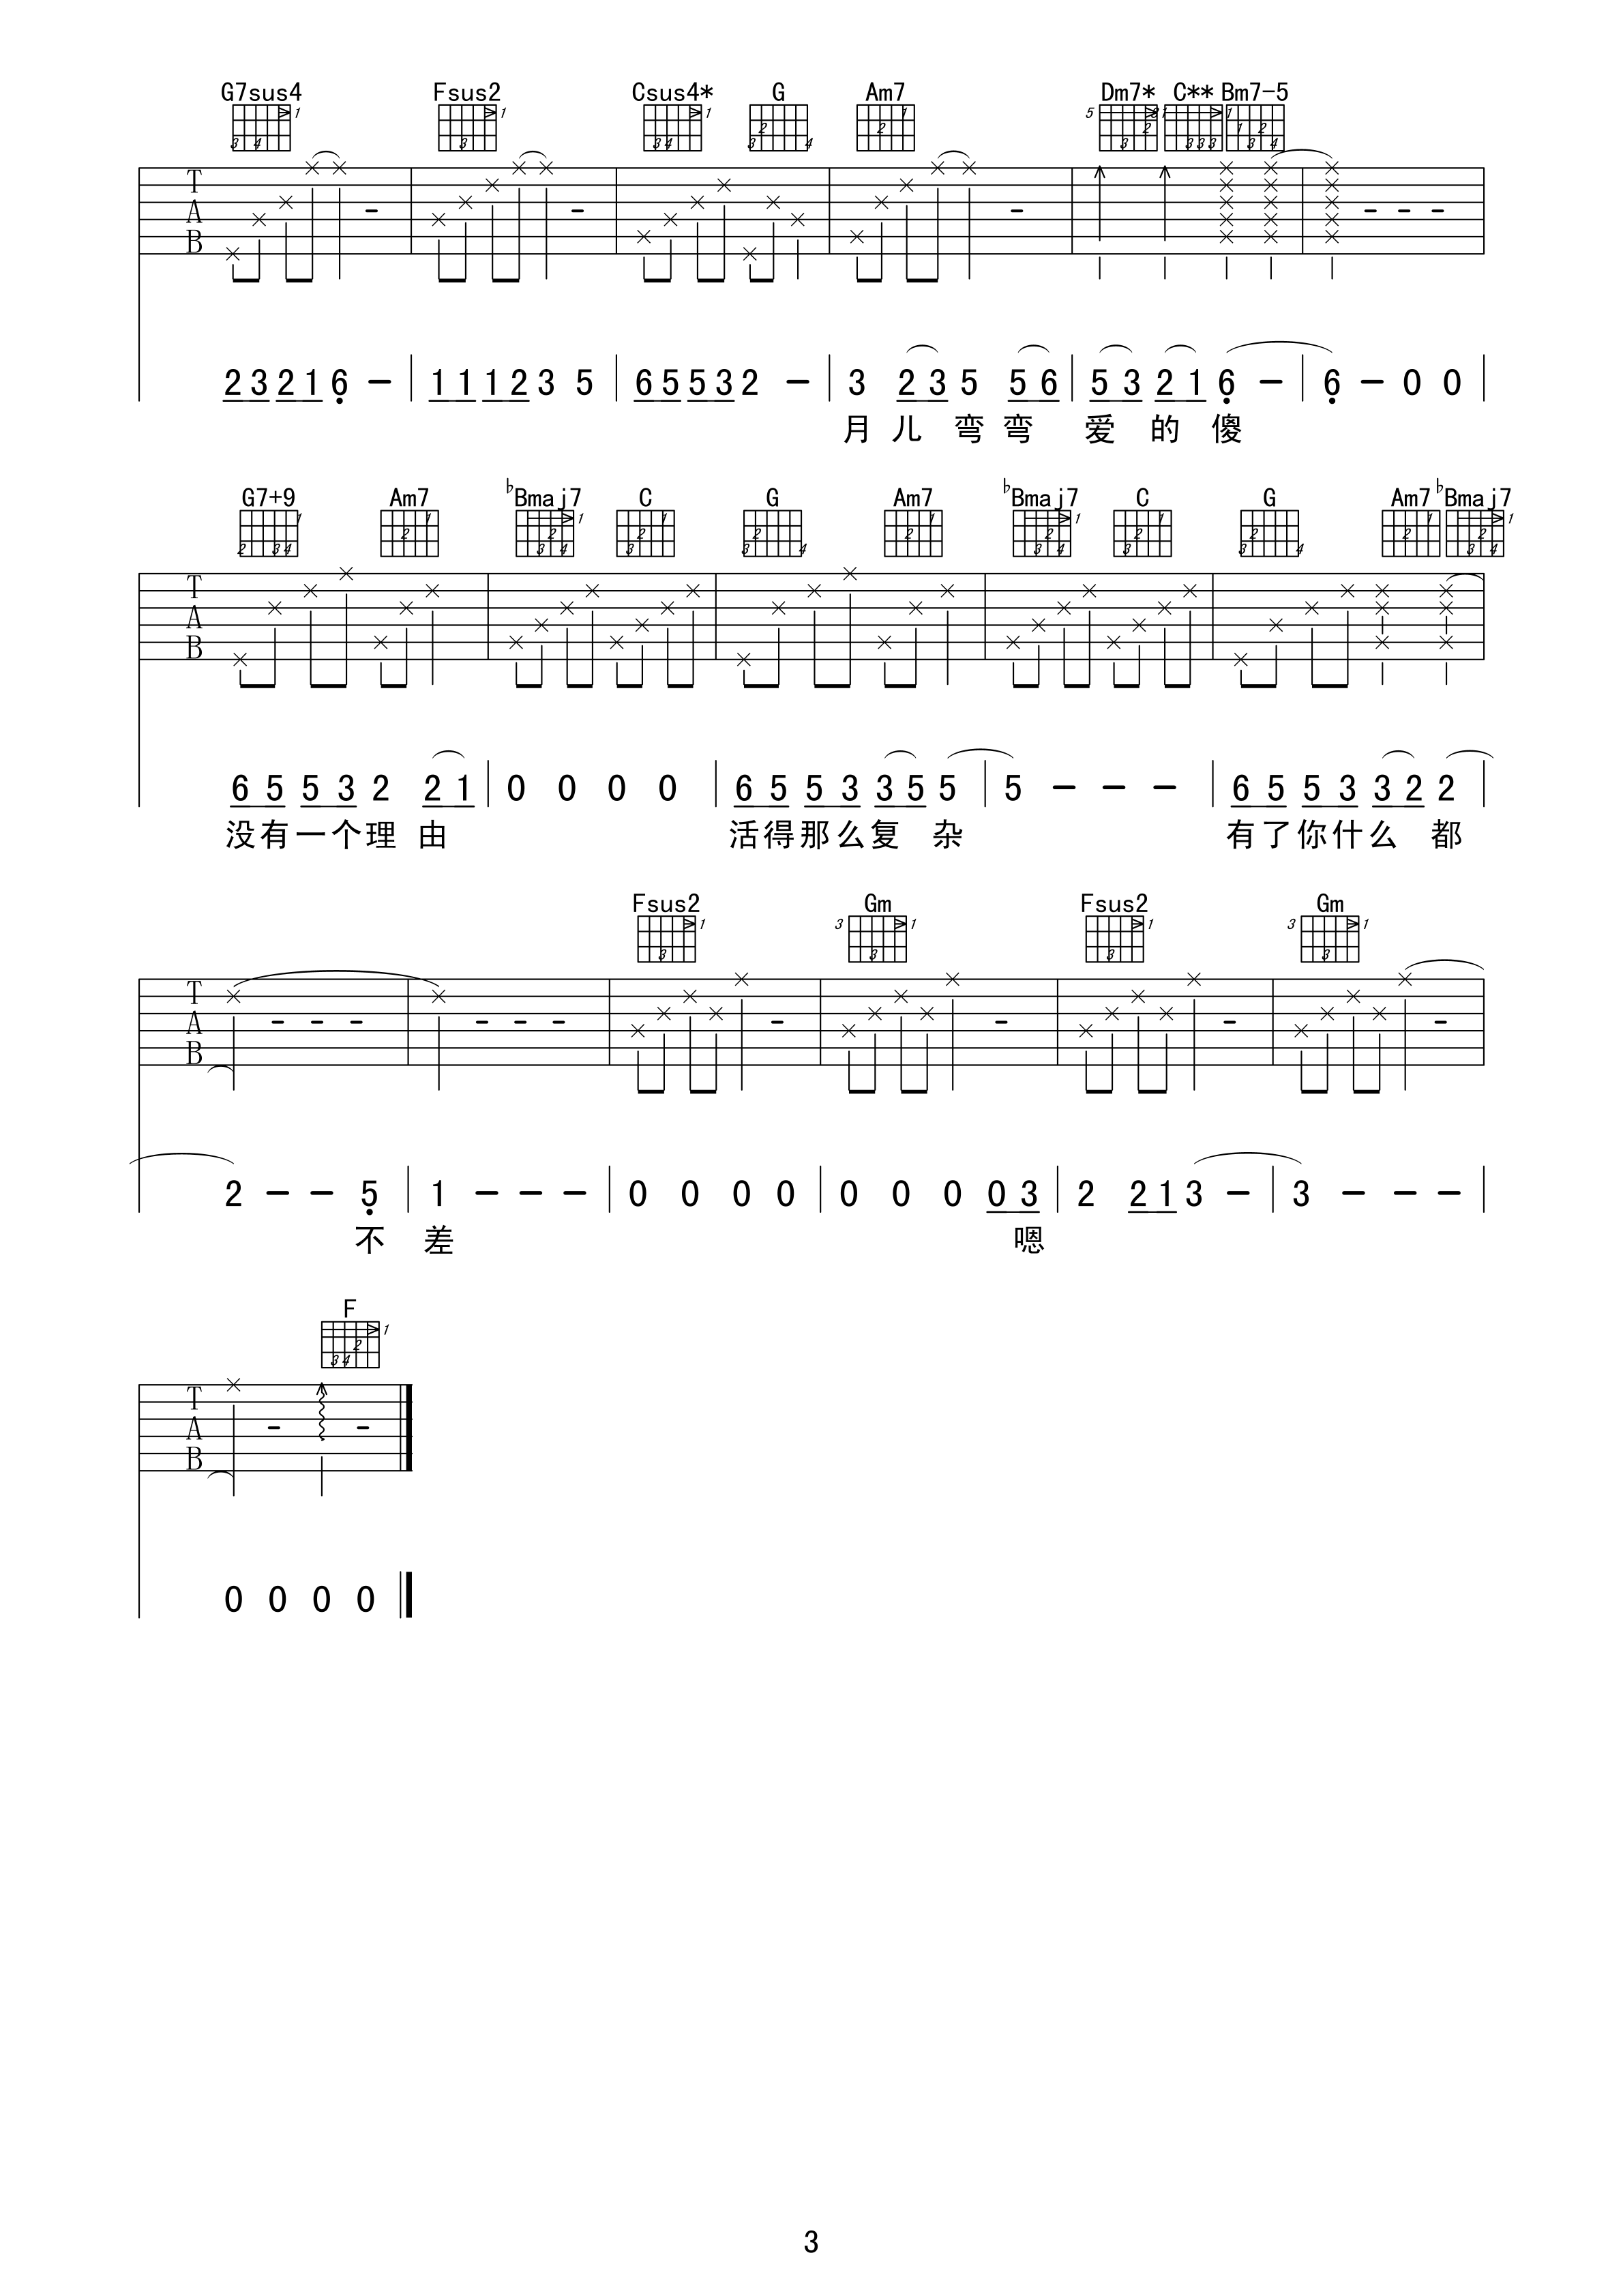 G7sus4 Fsus2 Csus4* G Am7 Dm7* C** Bm7-5
T
A
B
2 3 2 1 6 - | 1 1 1 2 3 5 | 6 5 5 3 2 - | 3 2 3 5 5 6 | 5 3 2 1 6 - | 6 - 0 0
月儿弯弯 爱的傻
G7+9 Am7 ♭Bmaj7 C G Am7 ♭Bmaj7 C G Am7 ♭Bmaj7
T
A
B
6 5 5 3 2 2 1 | 0 0 0 0 | 6 5 5 3 3 5 5 | 5 - - - | 6 5 5 3 3 2 2
没有一个理由 活得那么复杂 有了你什么都
Fsus2 Gm Fsus2 Gm
T
A
B
2 - - 5 | 1 - - - | 0 0 0 0 | 0 0 0 0 3 | 2 2 1 3 - | 3 - - -
不差 嗯
F
T
A
B
0 0 0 0
3